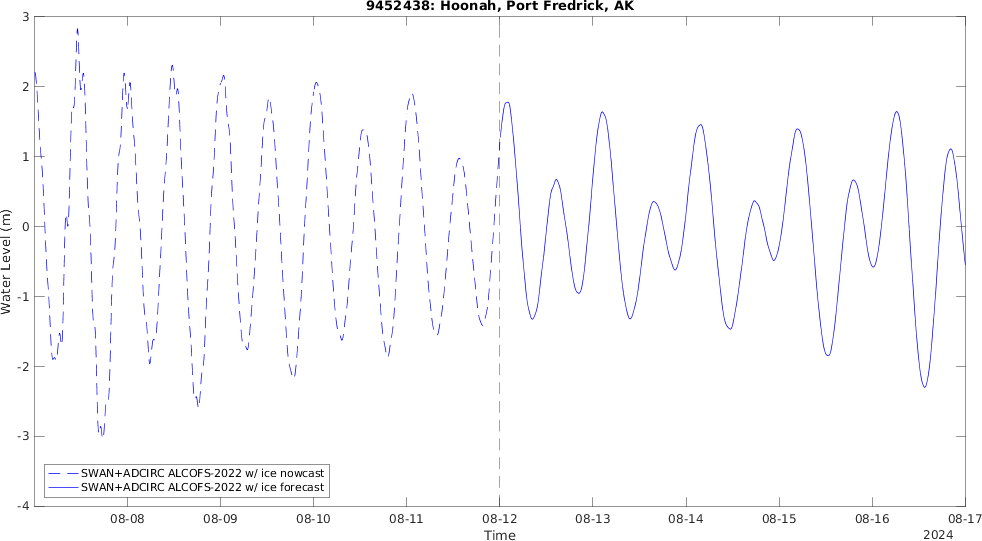 9452438: Hoonah, Port Fredrick, AK
3
2
1
0
-1
-2
-3
-4
Water Level (m)
SWAN+ADCIRC ALCOFS-2022 w/ ice nowcast
SWAN+ADCIRC ALCOFS-2022 w/ ice forecast
08-08 08-09 08-10 08-11 08-12 08-13 08-14 08-15 08-16 08-17
Time
2024